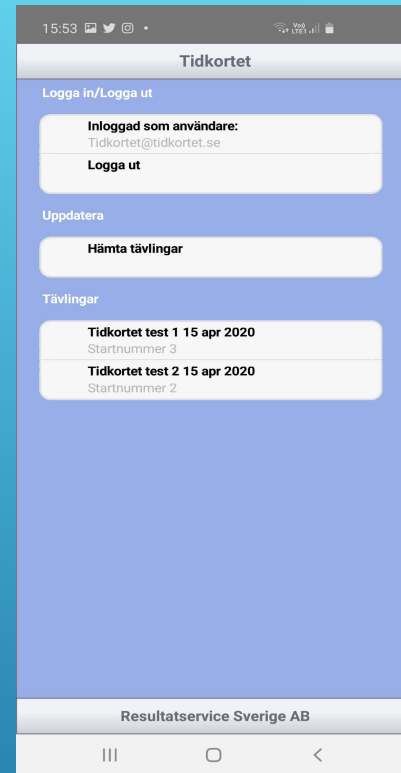 15:53
Tidkortet
Logga in/Logga ut
Inloggad som användare:
Tidkortet@tidkortet.se
Logga ut
Uppdatera
Hämta tävlingar
Tävlingar
Tidkortet test 1 15 apr 2020
Startnummer 3
Tidkortet test 2 15 apr 2020
Startnummer 2
Resultatservice Sverige AB